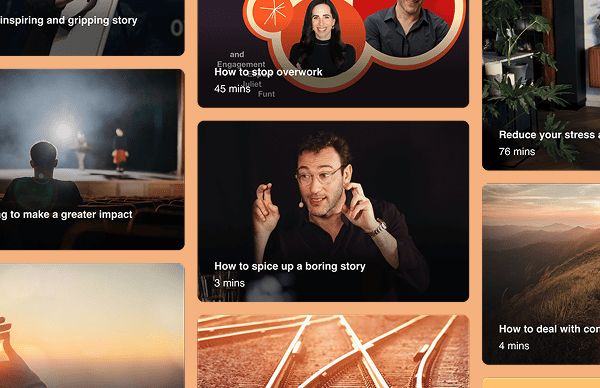 inspiring and gripping story
to make a greater impact
and
Engagement
How to stop overwork
45 mins
Juliet
Funt
How to spice up a boring story
3 mins
Reduce your stress
76 mins
How to deal with
4 mins